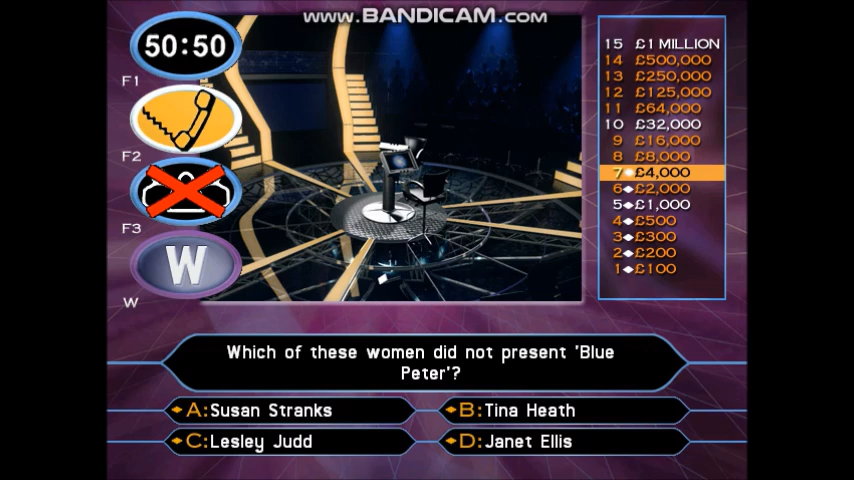 www.BANDICAM.com
50:50
F1
F2
F3
W
W
15 £1 MILLION
14 £500,000
13 £250,000
12 £125,000
11 £64,000
10 £32,000
9 £16,000
8 £8,000
7♦£4,000
6♦£2,000
5♦£1,000
4♦£500
3♦£300
2♦£200
1♦£100
Which of these women did not present 'Blue
Peter'?
A:Susan Stranks
B:Tina Heath
C:Lesley Judd
D:Janet Ellis